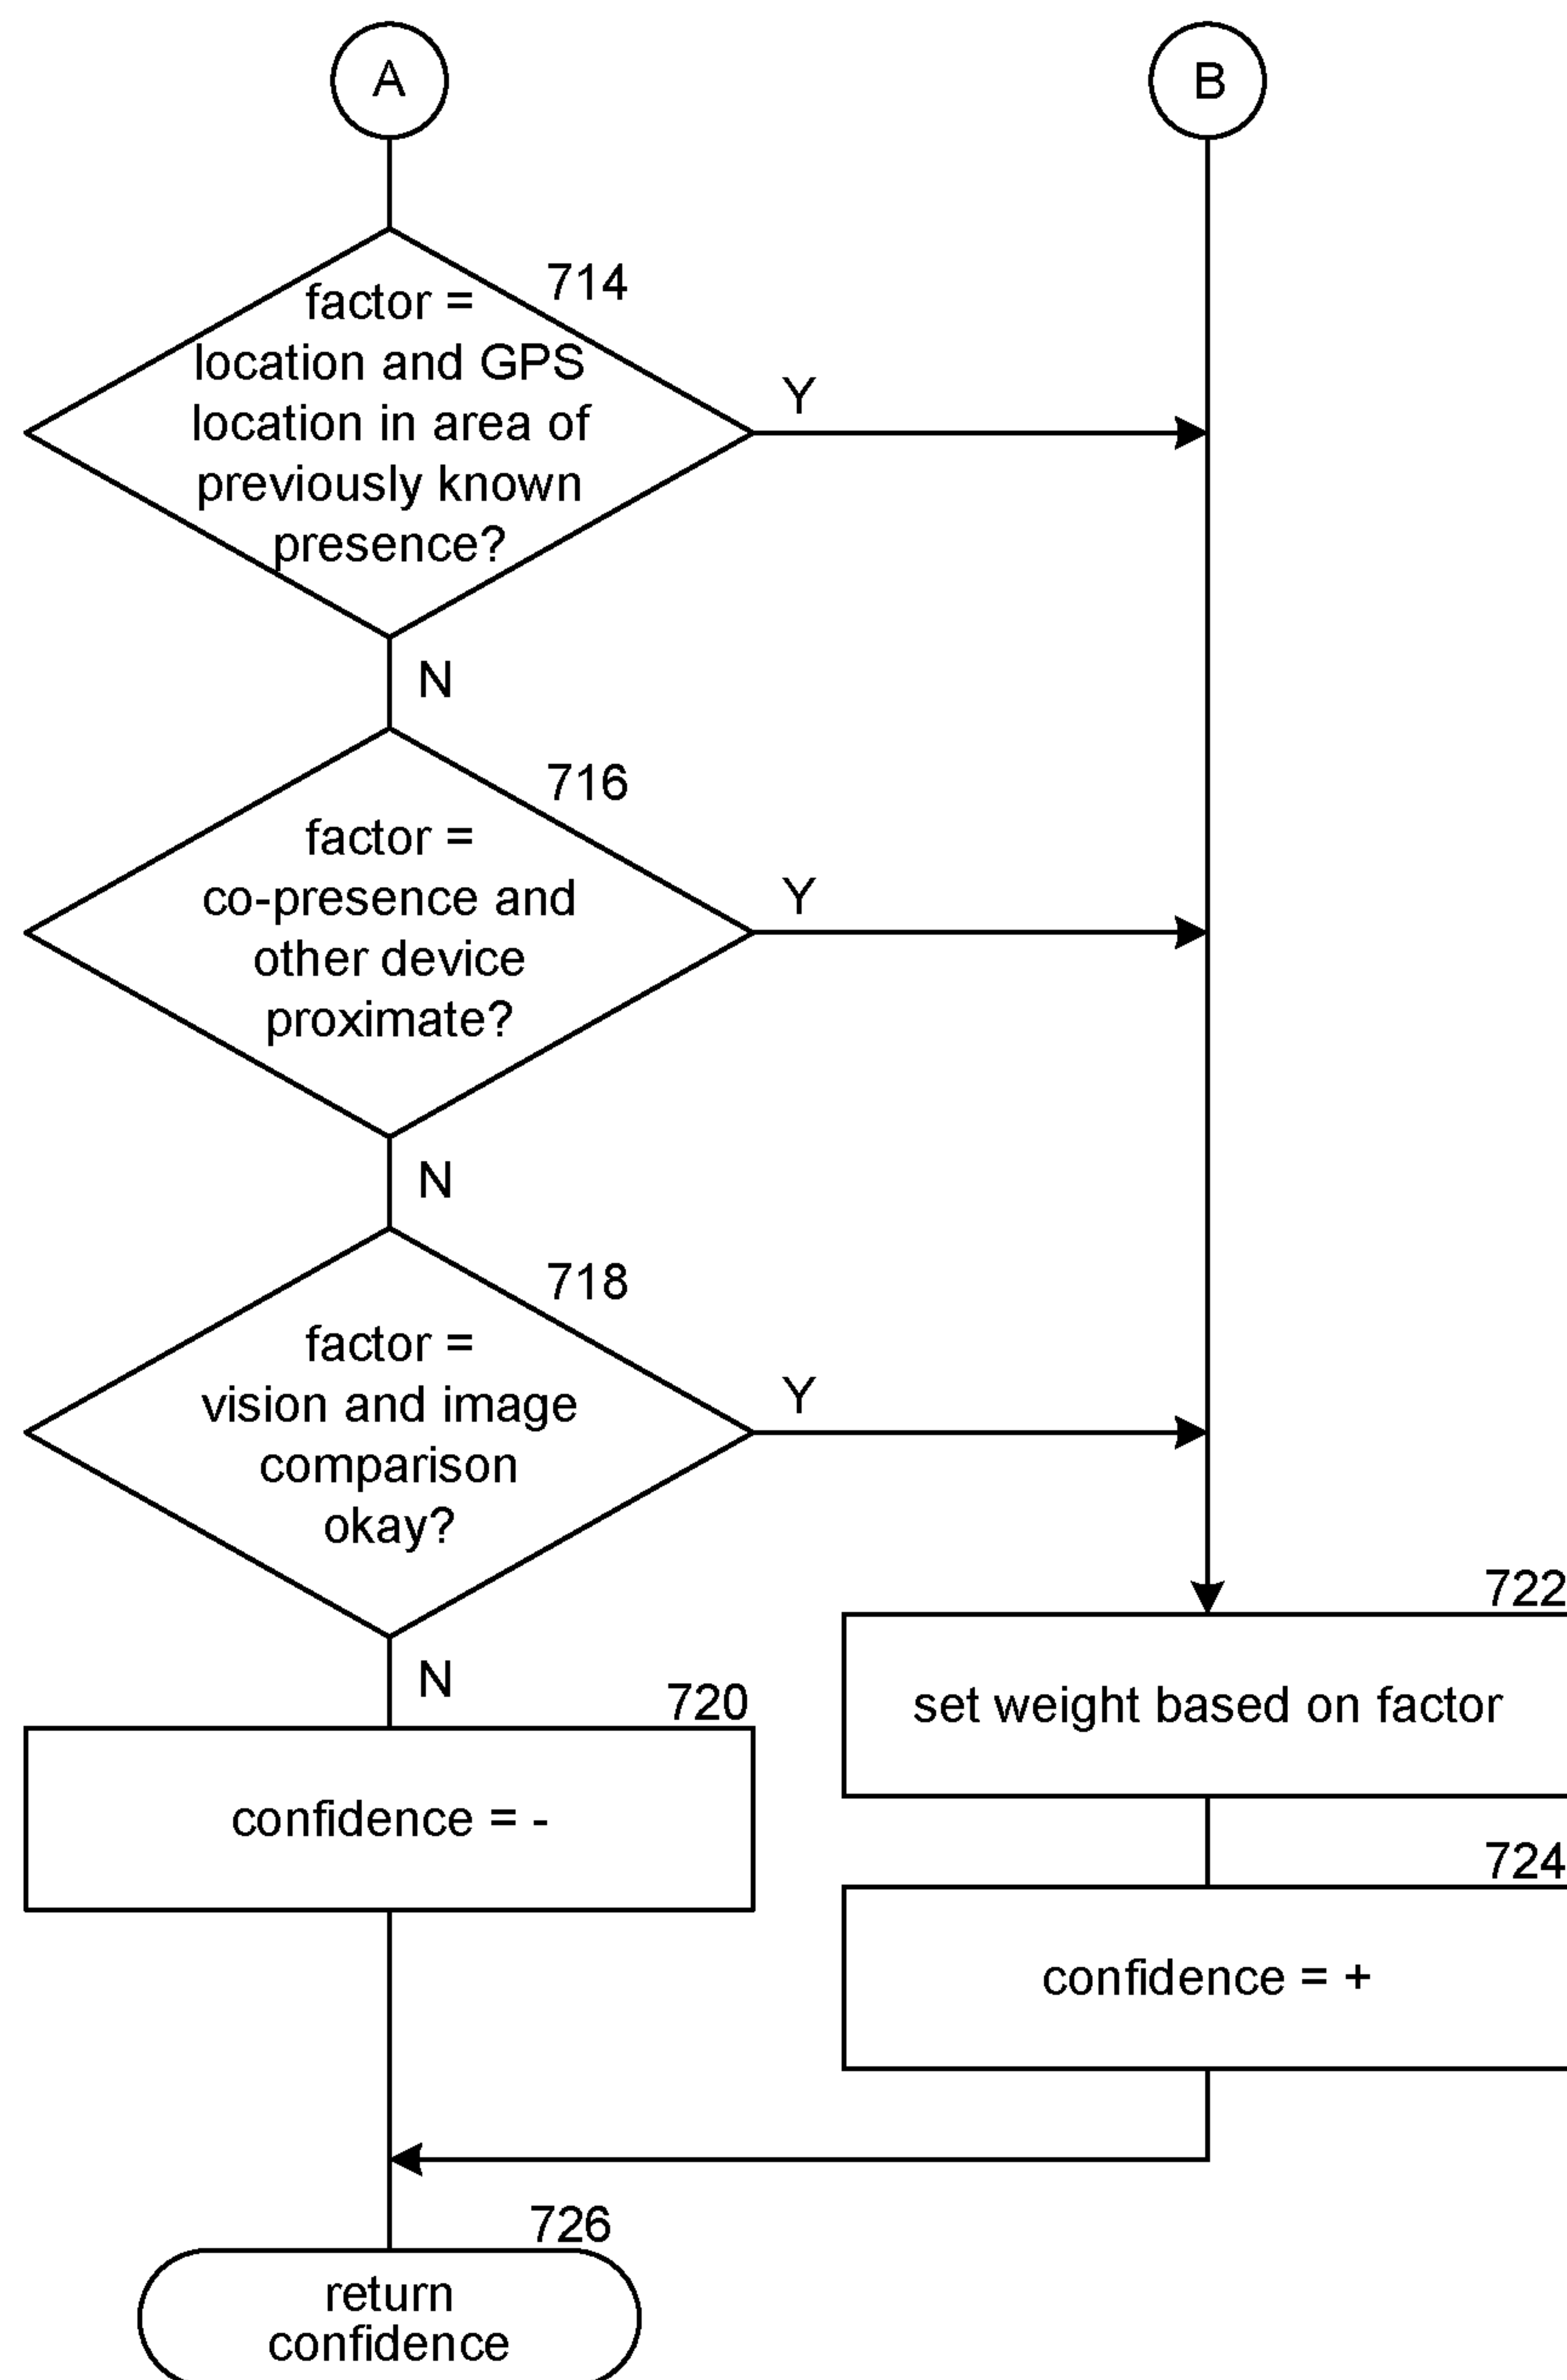 A
B
714
factor =
location and GPS
location in area of
previously known
presence?
Y
N
716
factor =
co-presence and
other device
proximate?
Y
N
718
factor =
vision and image
comparison
okay?
Y
N
722
set weight based on factor
720
confidence = -
724
confidence = +
726
return
confidence